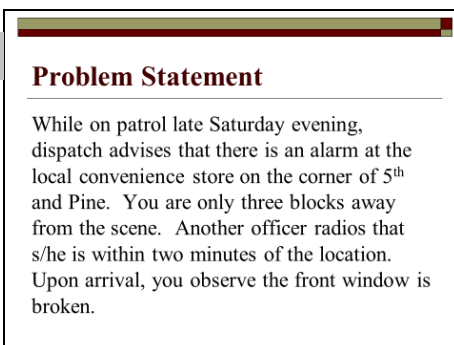 Problem Statement
While on patrol late Saturday evening,
dispatch advises that there is an alarm at the
local convenience store on the corner of 5th
and Pine.  You are only three blocks away
from the scene.  Another officer radios that
s/he is within two minutes of the location.
Upon arrival, you observe the front window is
broken.